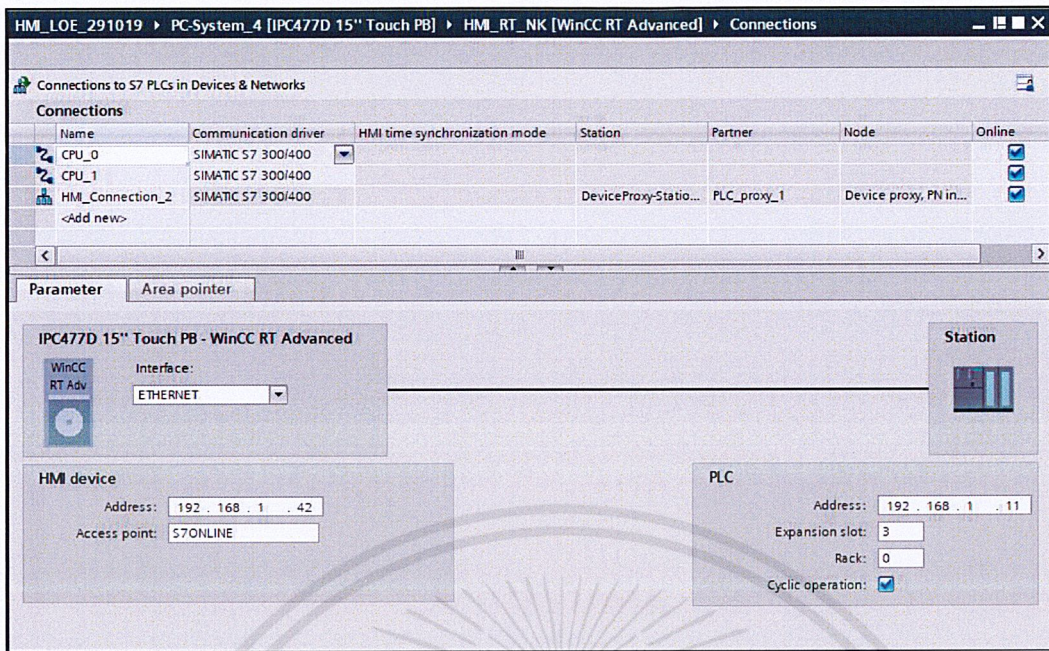 HMI_LOE_291019 ▸ PC-System_4 [IPC477D 15" Touch PB] ▸ HMI_RT_NK [WinCC RT Advanced] ▸ Connections
Connections to S7 PLCs in Devices & Networks
Connections
Name Communication driver HMI time synchronization mode Station Partner Node Online
CPU_0 SIMATIC S7 300/400
CPU_1 SIMATIC S7 300/400
HMI_Connection_2 SIMATIC S7 300/400 DeviceProxy-Statio... PLC_proxy_1 Device proxy, PN in...
<Add new>
Parameter Area pointer
IPC477D 15'' Touch PB - WinCC RT Advanced
Station
WinCC
RT Adv
Interface:
ETHERNET
HMI device
Address: 192 . 168 . 1 . 42
Access point: S7ONLINE
PLC
Address: 192 . 168 . 1 . 11
Expansion slot: 3
Rack: 0
Cyclic operation: